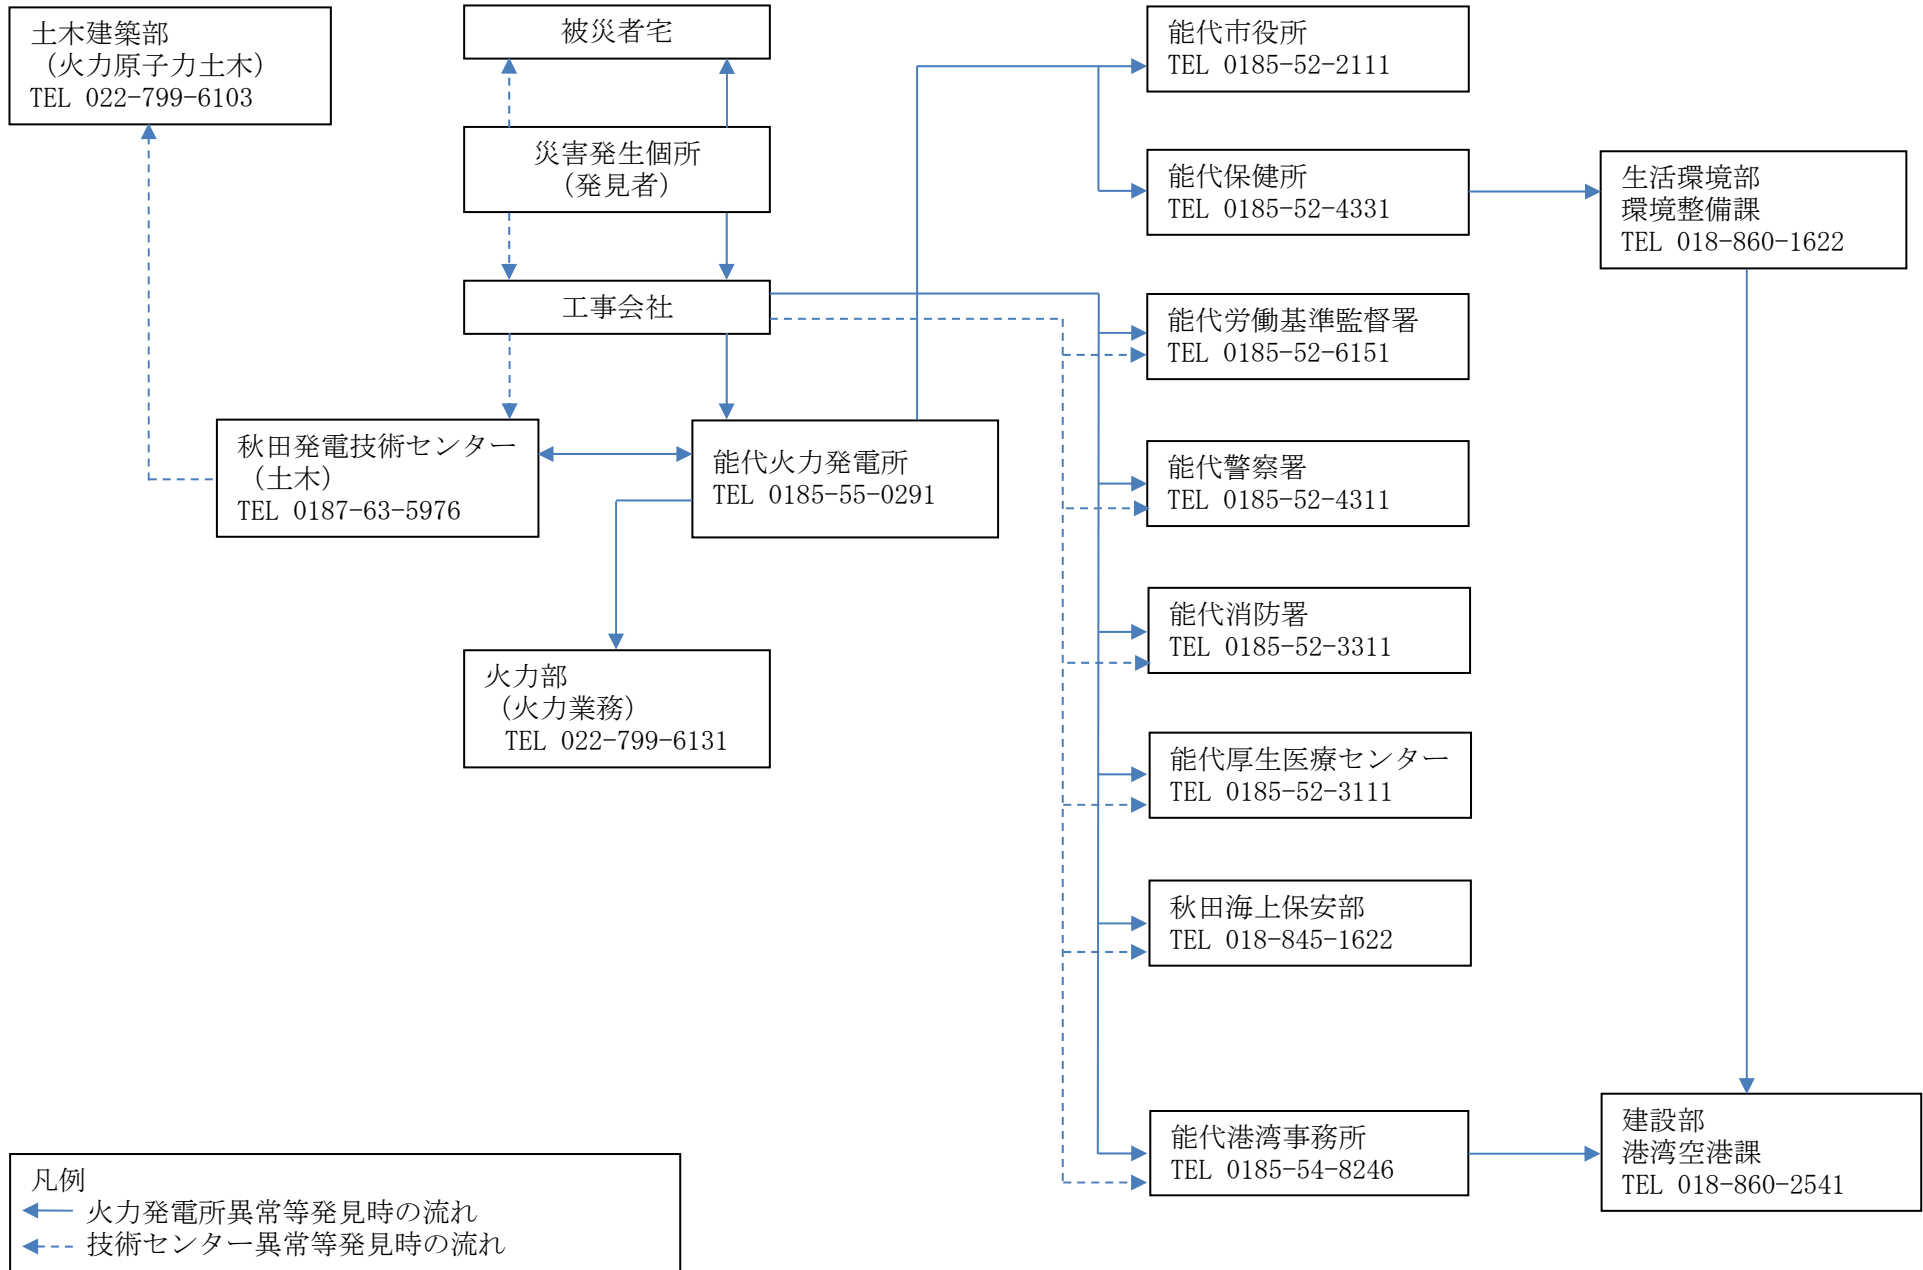 土木建築部
（火力原子力土木）
TEL 022-799-6103
被災者宅
災害発生個所
（発見者）
工事会社
秋田発電技術センター
（土木）
TEL 0187-63-5976
能代火力発電所
TEL 0185-55-0291
火力部
（火力業務）
TEL 022-799-6131
能代市役所
TEL 0185-52-2111
能代保健所
TEL 0185-52-4331
生活環境部
環境整備課
TEL 018-860-1622
能代労働基準監督署
TEL 0185-52-6151
能代警察署
TEL 0185-52-4311
能代消防署
TEL 0185-52-3311
能代厚生医療センター
TEL 0185-52-3111
秋田海上保安部
TEL 018-845-1622
能代港湾事務所
TEL 0185-54-8246
建設部
港湾空港課
TEL 018-860-2541
凡例
火力発電所異常等発見時の流れ
技術センター異常等発見時の流れ